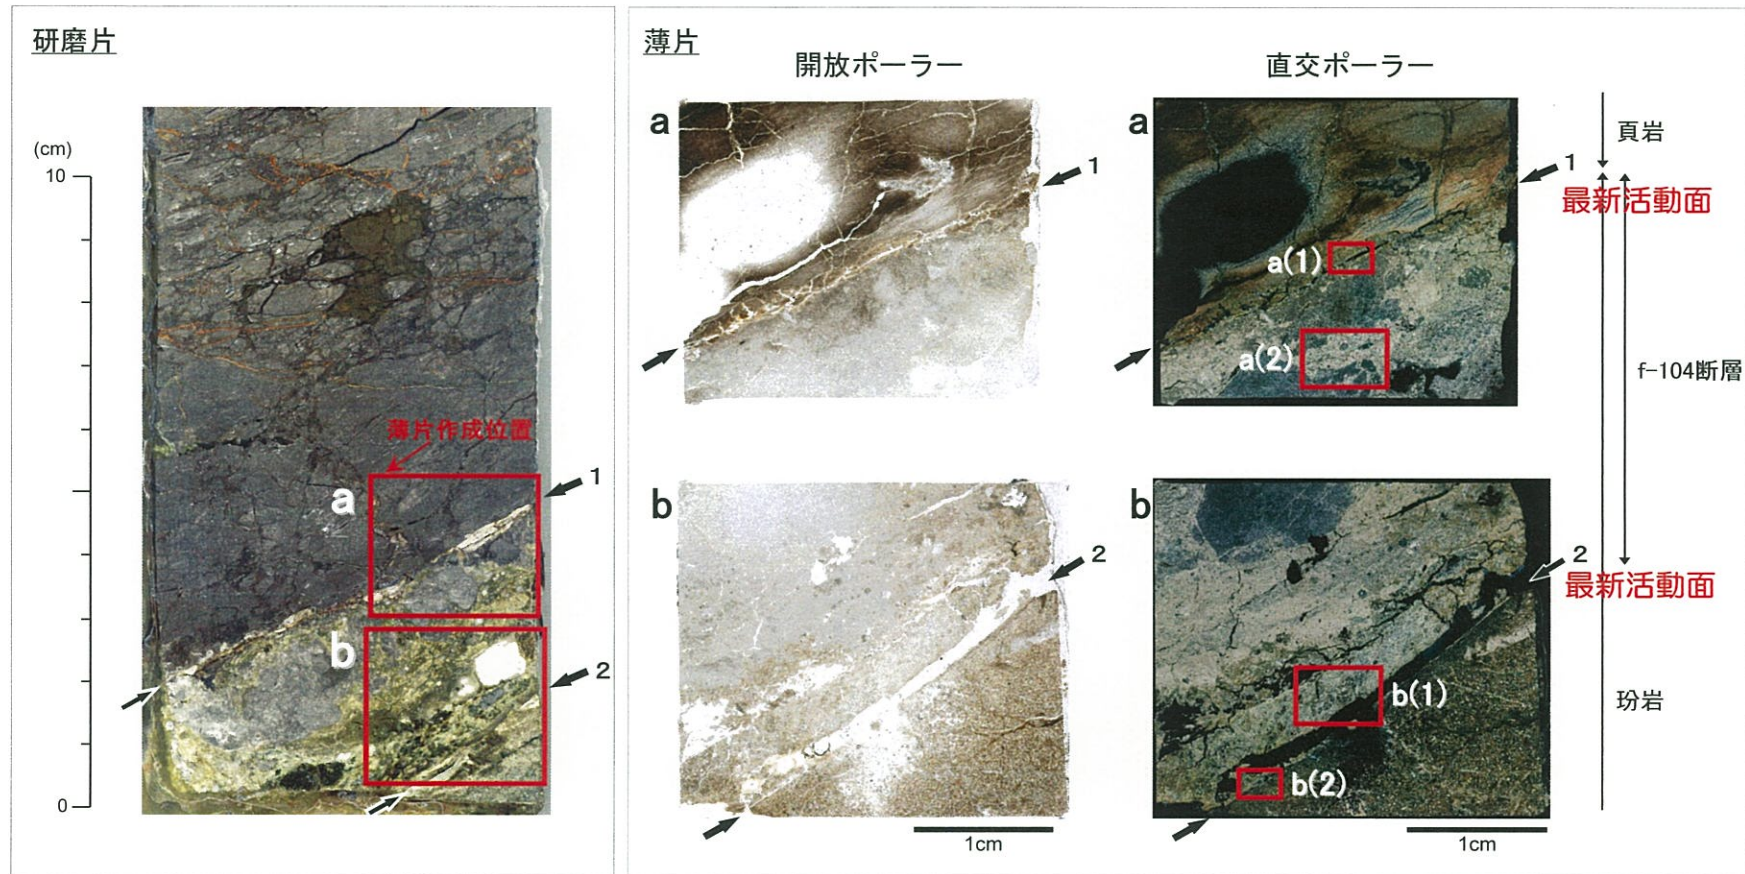 研磨片
(cm)
10
0
薄片作成位置
a
1
b
2
薄片
開放ポーラー
直交ポーラー
a
1
a
1
a(1)
a(2)
b
2
b
2
b(1)
b(2)
1cm
1cm
頁岩
最新活動面
f-104断層
最新活動面
玢岩